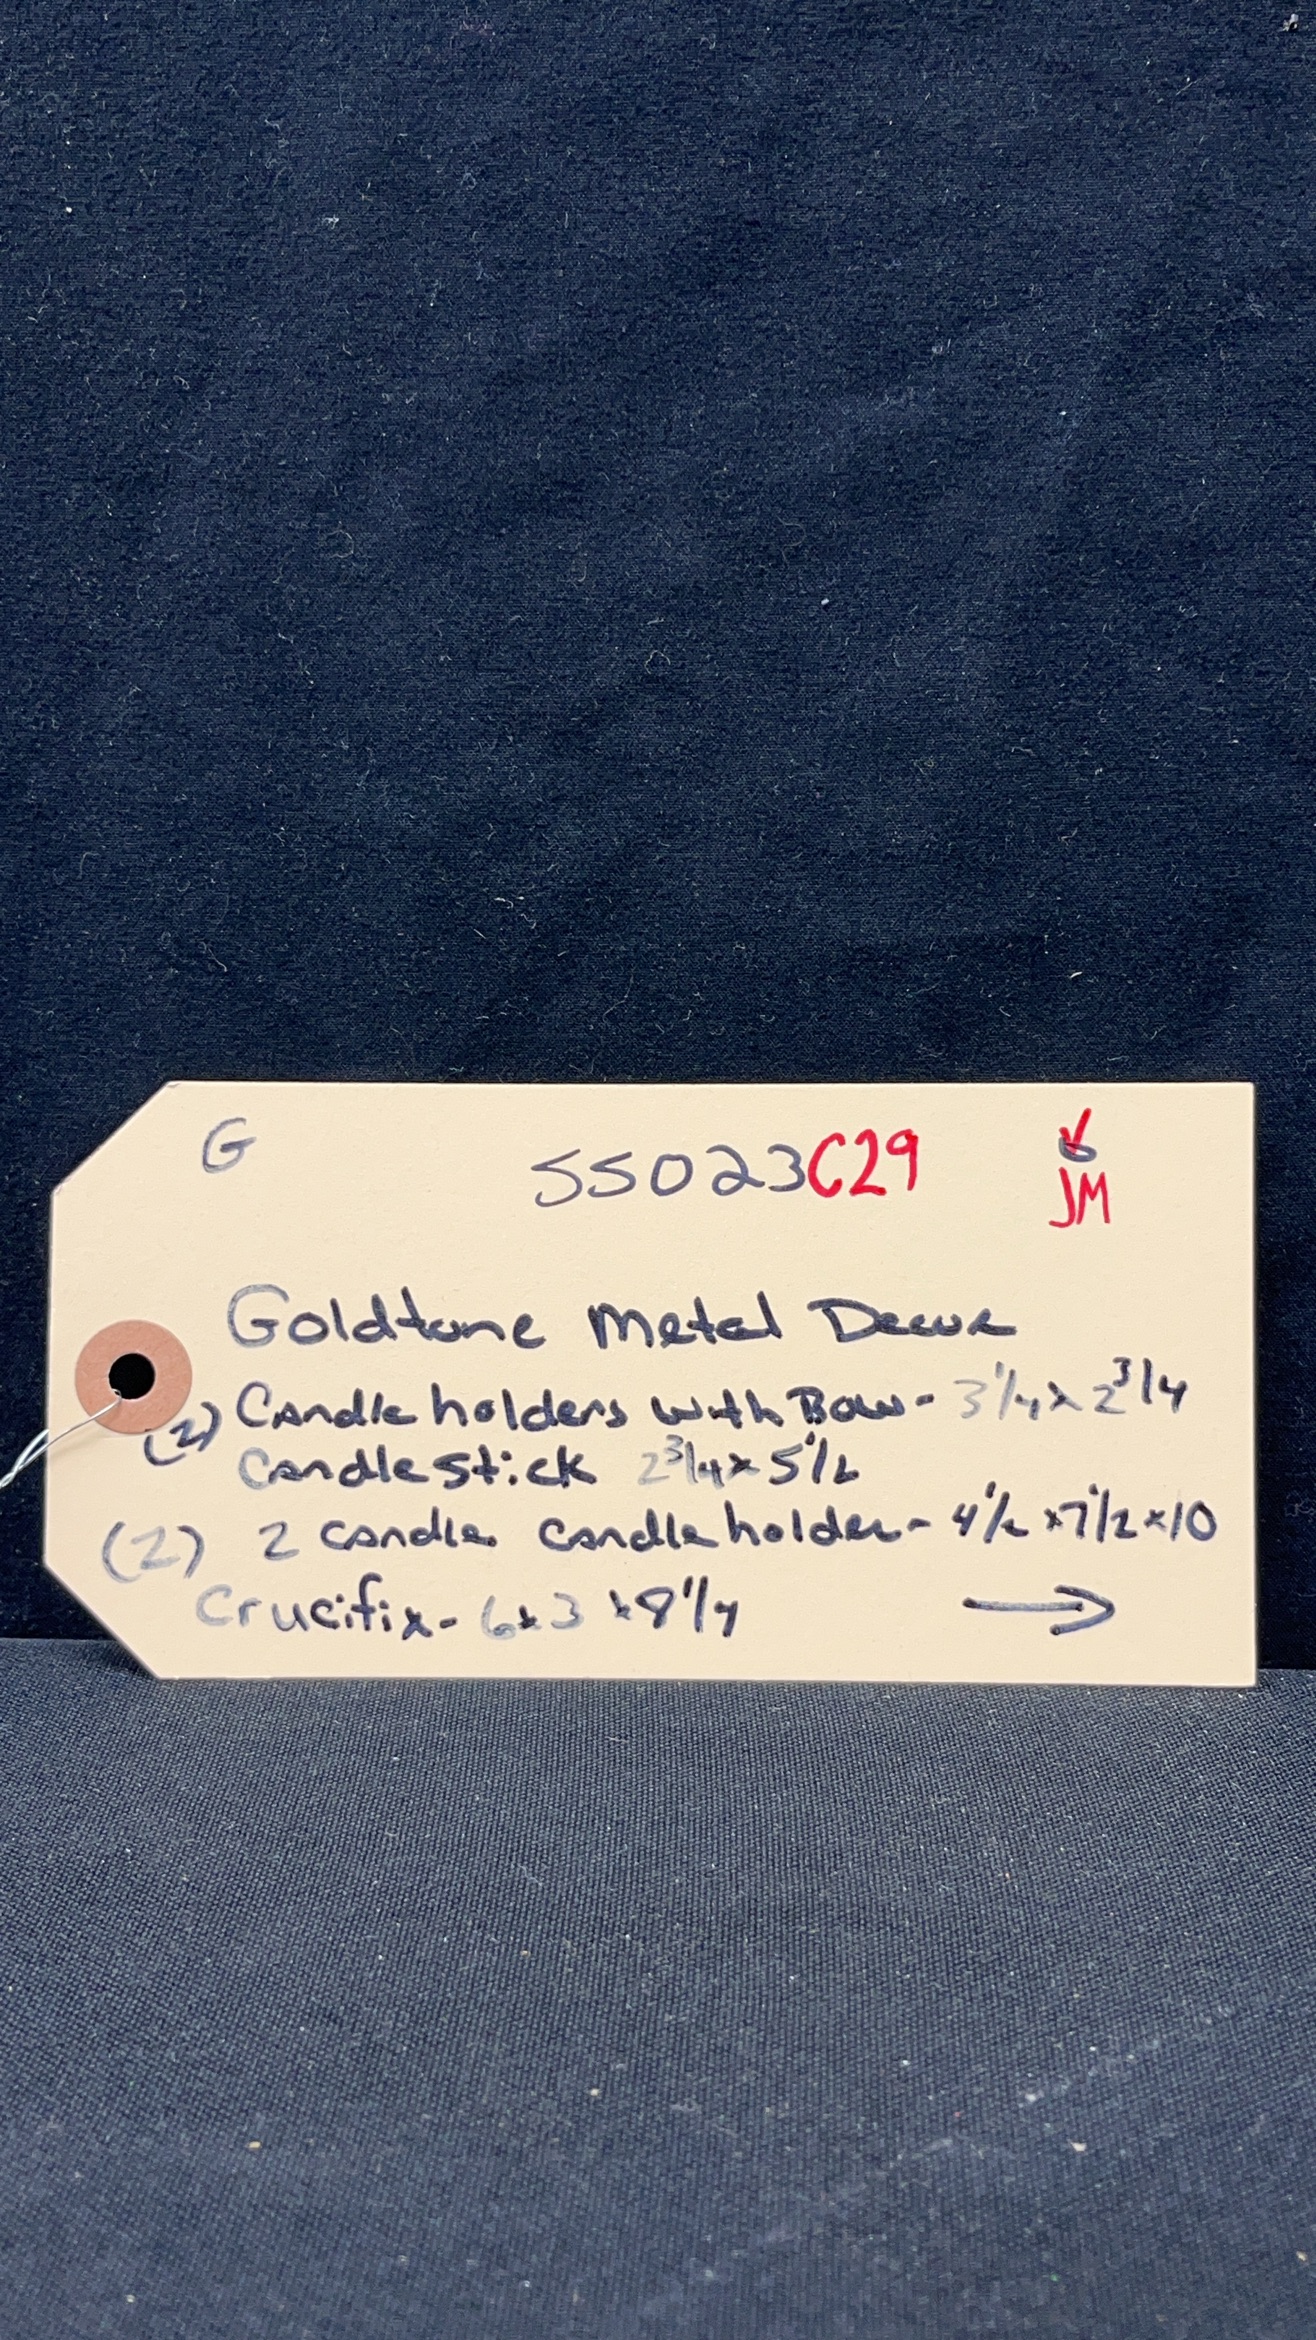 G 55023C29 6
JM
Goldtone Metal Decor
(2) Candle holders with Bow - 3 1/4 x 2 3/4
Candlestick 2 3/4 x 5 1/2
(2) 2 candle candle holder - 4 1/2 x 7 1/2 x 10
Crucifix - 6 x 3 x 8 1/4 →